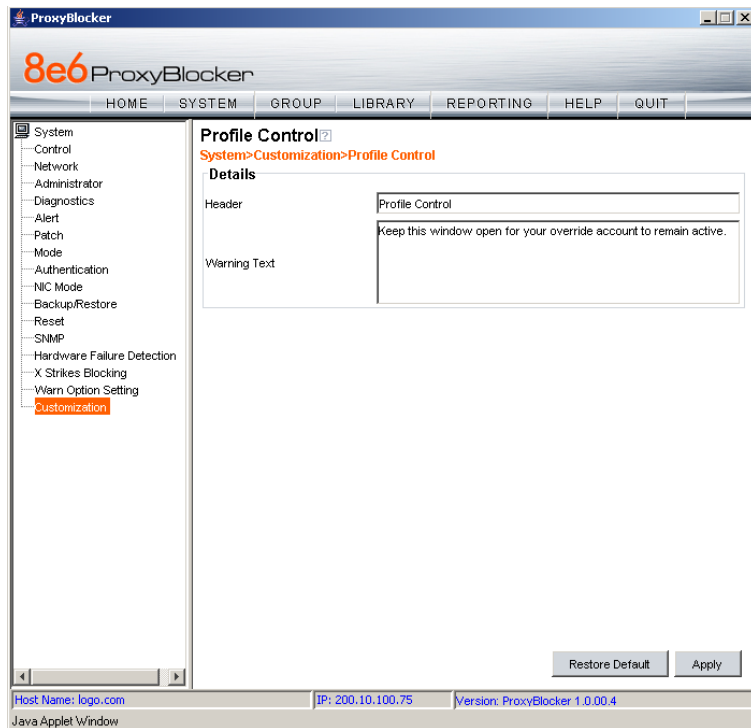 ProxyBlocker
8e6 ProxyBlocker
HOME SYSTEM GROUP LIBRARY REPORTING HELP QUIT
System
Control
Network
Administrator
Diagnostics
Alert
Patch
Mode
Authentication
NIC Mode
Backup/Restore
Reset
SNMP
Hardware Failure Detection
X Strikes Blocking
Warn Option Setting
Customization
Profile Control ?
System>Customization>Profile Control
Details
Header
Profile Control
Warning Text
Keep this window open for your override account to remain active.
Restore Default
Apply
Host Name: logo.com
IP: 200.10.100.75
Version: ProxyBlocker 1.0.00.4
Java Applet Window